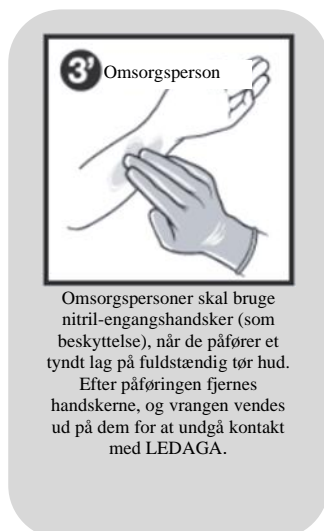 3’ Omsorgsperson
Omsorgspersoner skal bruge
nitril-engangshandsker (som
beskyttelse), når de påfører et
tyndt lag på fuldstændig tør hud.
Efter påføringen fjernes
handskerne, og vrangen vendes
ud på dem for at undgå kontakt
med LEDAGA.